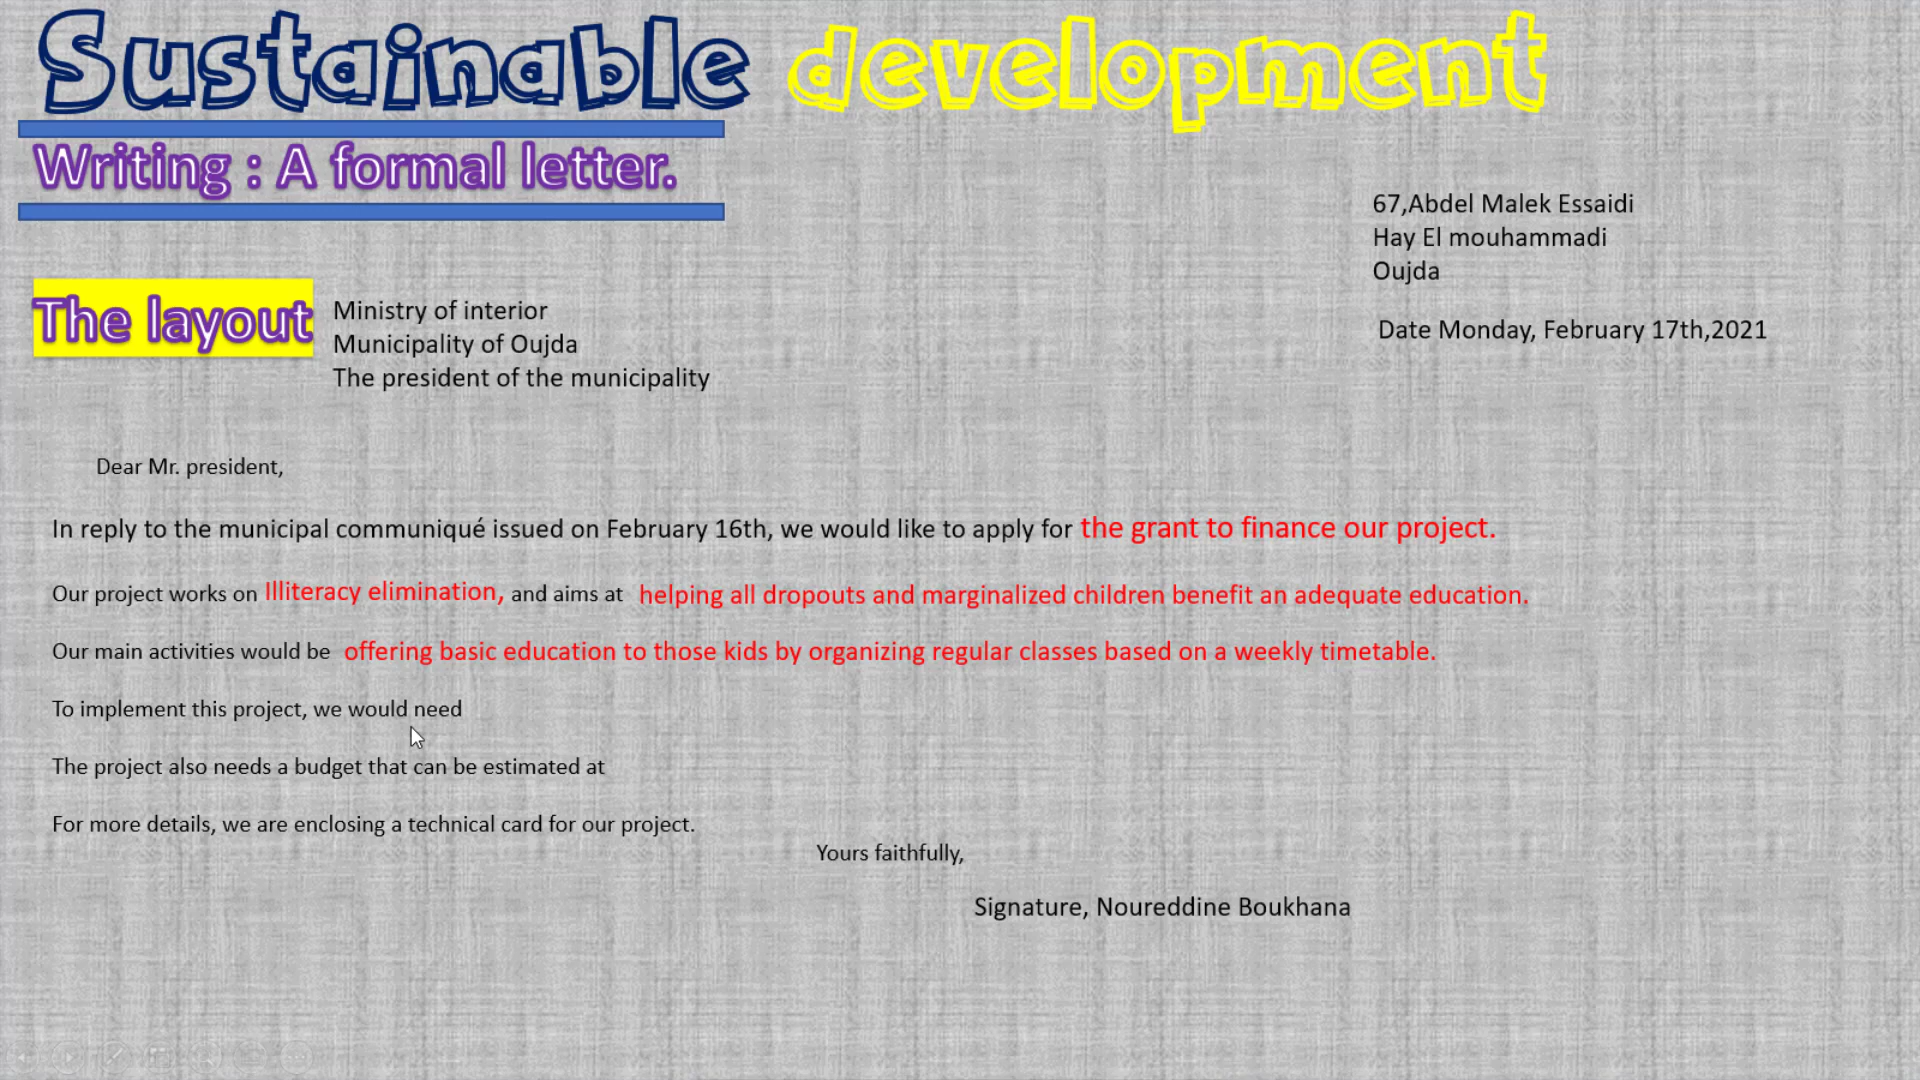 Sustainable development
Writing : A formal letter.
67,Abdel Malek Essaidi
Hay El mouhammadi
Oujda
The layout
Ministry of interior
Municipality of Oujda
The president of the municipality
Date Monday, February 17th,2021
Dear Mr. president,
In reply to the municipal communiqué issued on February 16th, we would like to apply for the grant to finance our project.
Our project works on Illiteracy elimination, and aims at helping all dropouts and marginalized children benefit an adequate education.
Our main activities would be offering basic education to those kids by organizing regular classes based on a weekly timetable.
To implement this project, we would need
The project also needs a budget that can be estimated at
For more details, we are enclosing a technical card for our project.
Yours faithfully,
Signature, Noureddine Boukhana